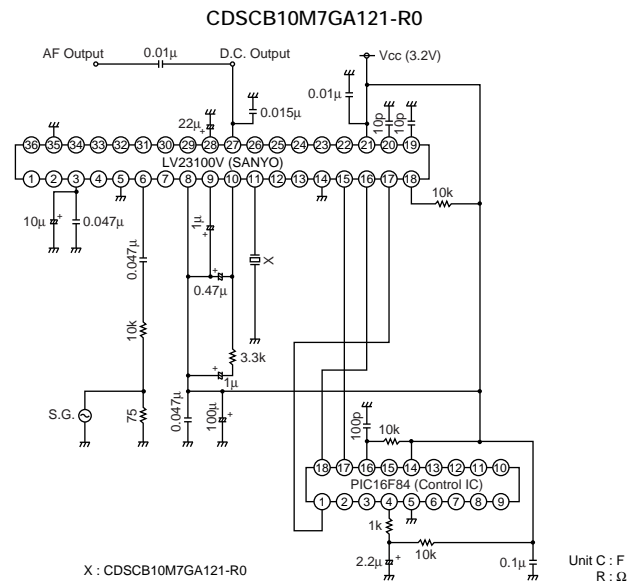 CDSCB10M7GA121-R0
AF Output
0.01μ
D.C. Output
Vcc (3.2V)
0.01μ
0.015μ
22μ
+
10p
10p
36 35 34 33 32 31 30 29 28 27 26 25 24 23 22 21 20 19
LV23100V (SANYO)
1 2 3 4 5 6 7 8 9 10 11 12 13 14 15 16 17 18
10k
10μ
+
0.047μ
0.047μ
1μ
+
X
+
0.47μ
10k
3.3k
+
1μ
S.G.
75
0.047μ
100μ
+
100p
10k
18 17 16 15 14 13 12 11 10
PIC16F84 (Control IC)
1 2 3 4 5 6 7 8 9
1k
10k
2.2μ
+
0.1μ
X : CDSCB10M7GA121-R0
Unit C : F
R : Ω